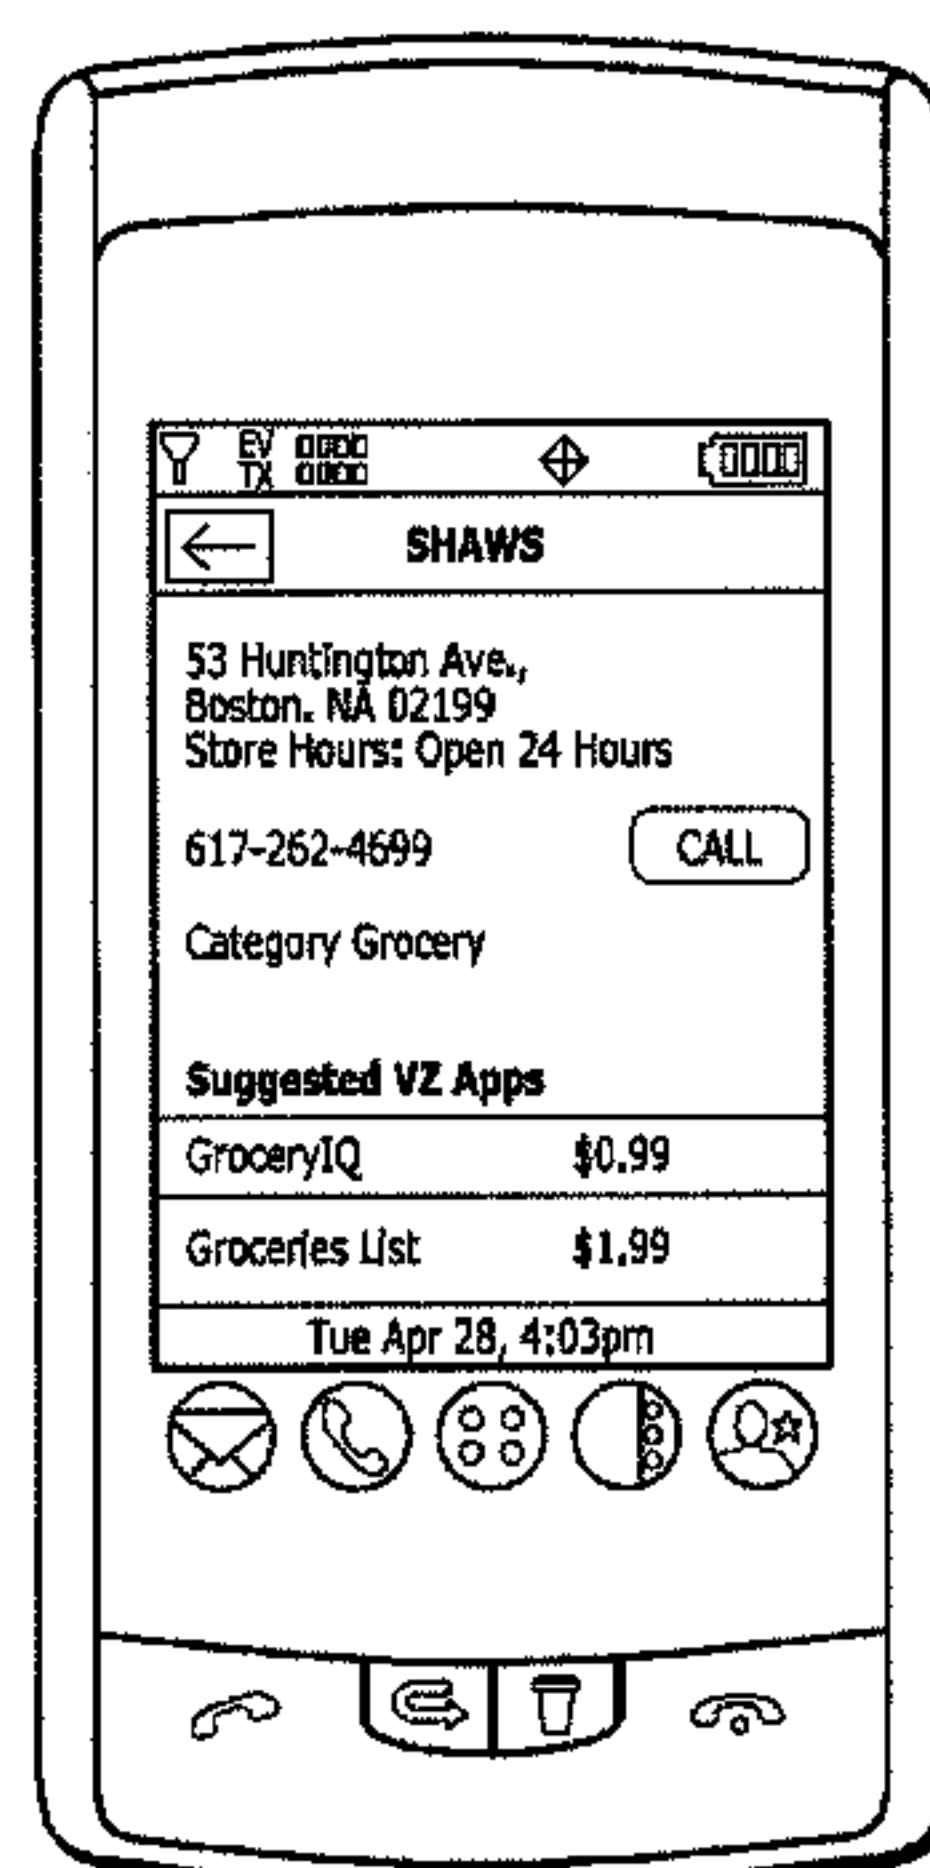 EV
TX
SHAWS
53 Huntington Ave.,
Boston. NA 02199
Store Hours: Open 24 Hours
617-262-4699 CALL
Category Grocery
Suggested VZ Apps
GroceryIQ $0.99
Groceries List $1.99
Tue Apr 28, 4:03pm